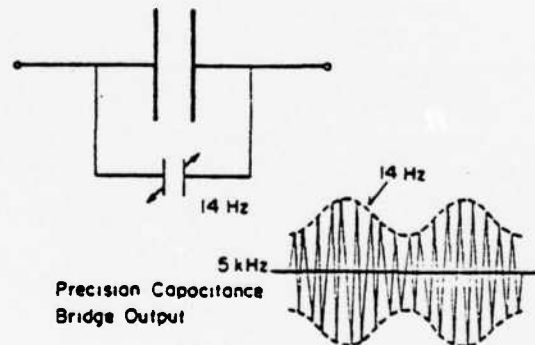 14 Hz
14 Hz
5 kHz
Precision Capacitance
Bridge Output